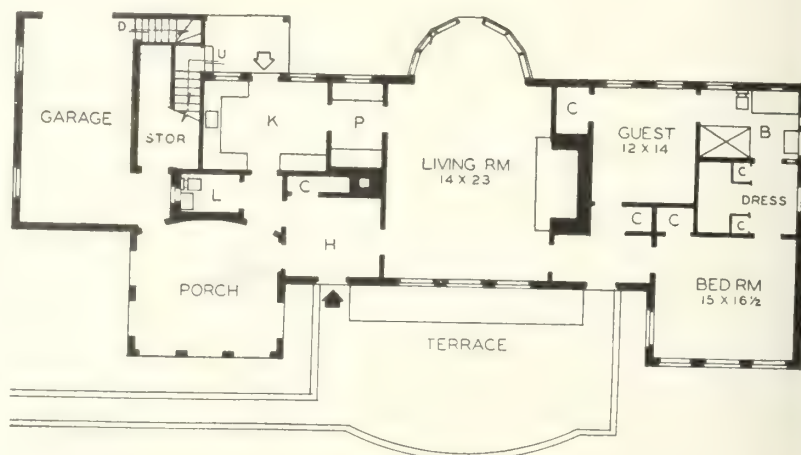 D
U
GARAGE
STOR
K
P
L
C
H
PORCH
LIVING RM
14 X 23
C
GUEST
12 X 14
B
C
DRESS
C
C
C
BED RM
15 X 16½
TERRACE